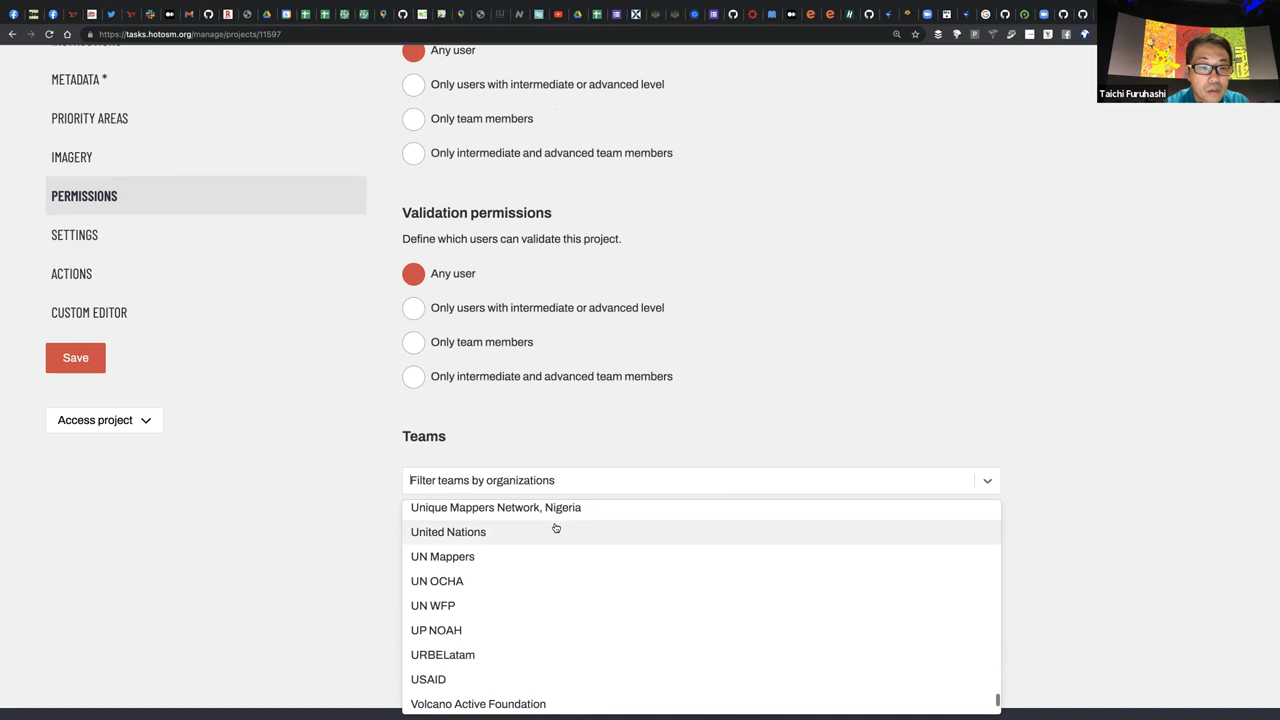 https://tasks.hotosm.org/manage/projects/11597
Taichi Furuhashi
METADATA *
PRIORITY AREAS
IMAGERY
PERMISSIONS
SETTINGS
ACTIONS
CUSTOM EDITOR
Save
Access project
Any user
Only users with intermediate or advanced level
Only team members
Only intermediate and advanced team members
Validation permissions
Define which users can validate this project.
Any user
Only users with intermediate or advanced level
Only team members
Only intermediate and advanced team members
Teams
Filter teams by organizations
Unique Mappers Network, Nigeria
United Nations
UN Mappers
UN OCHA
UN WFP
UP NOAH
URBELatam
USAID
Volcano Active Foundation